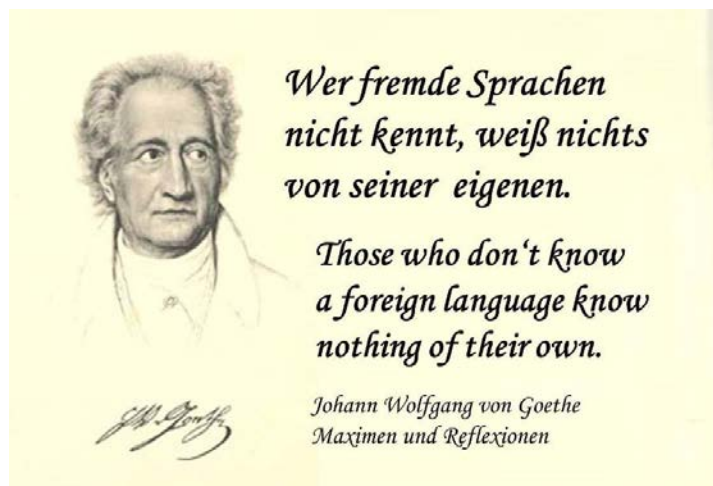 Wer fremde Sprachen
nicht kennt, weiß nichts
von seiner eigenen.
Those who don‘t know
a foreign language know
nothing of their own.
Johann Wolfgang von Goethe
Maximen und Reflexionen